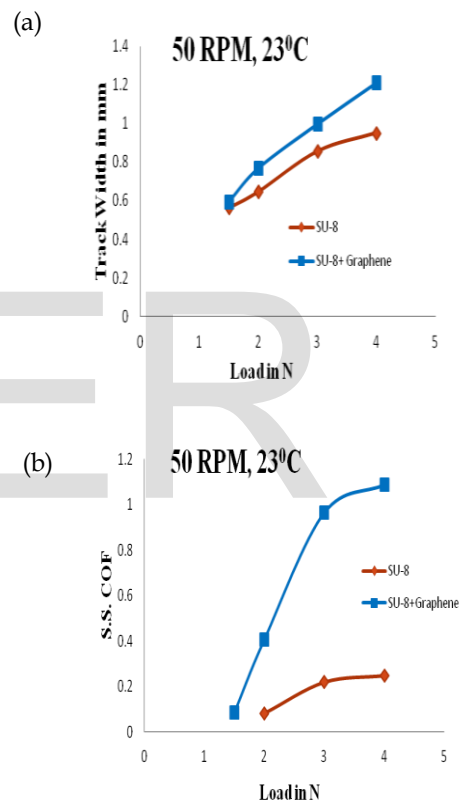 (a)
50 RPM, 23⁰C
1.4
1.2
1
0.8
0.6
0.4
0.2
0
Track Width in mm
SU-8
SU-8+Graphene
0 1 2 3 4 5
Load in N
ER
(b)
50 RPM, 23⁰C
1.2
1
0.8
0.6
0.4
0.2
0
S.S. COF
SU-8
SU-8+Graphene
0 1 2 3 4 5
Load in N